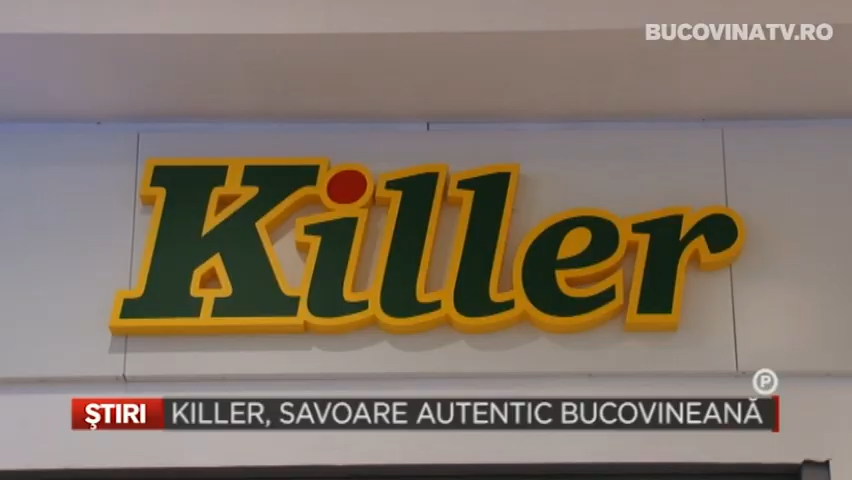 BUCOVINATV.RO
Killer
P
ŞTIRI KILLER, SAVOARE AUTENTIC BUCOVINEANĂ